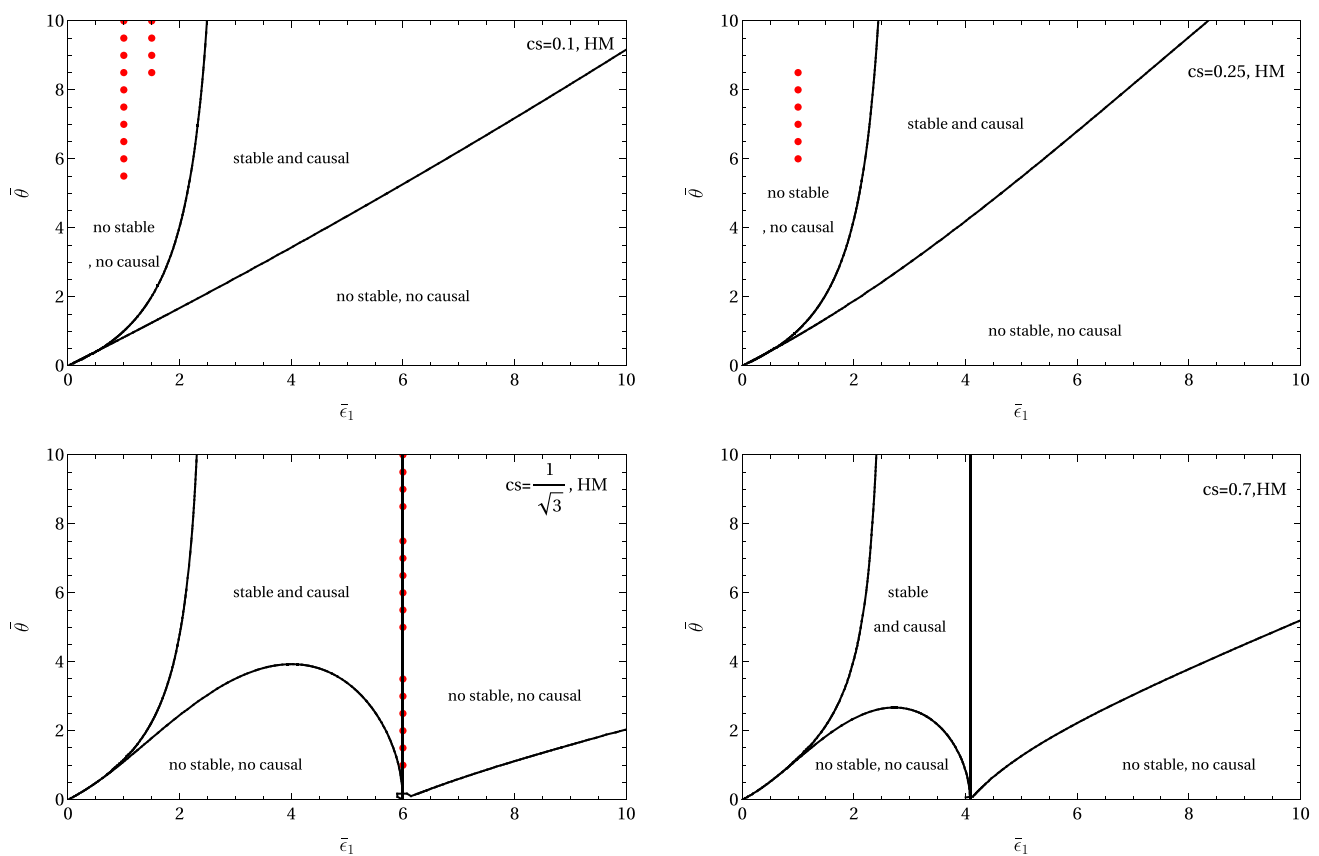 10
8
6
4
2
0
θ̄
cs=0.1, HM
stable and causal
no stable
, no causal
no stable, no causal
0 2 4 6 8 10
ϵ̄₁
10
8
6
4
2
0
θ̄
cs=0.25, HM
stable and causal
no stable
, no causal
no stable, no causal
0 2 4 6 8 10
ϵ̄₁
10
8
6
4
2
0
θ̄
cs=1/√3, HM
stable and causal
no stable, no causal
no stable, no causal
0 2 4 6 8 10
ϵ̄₁
10
8
6
4
2
0
θ̄
cs=0.7,HM
stable
and causal
no stable, no causal
no stable, no causal
0 2 4 6 8 10
ϵ̄₁